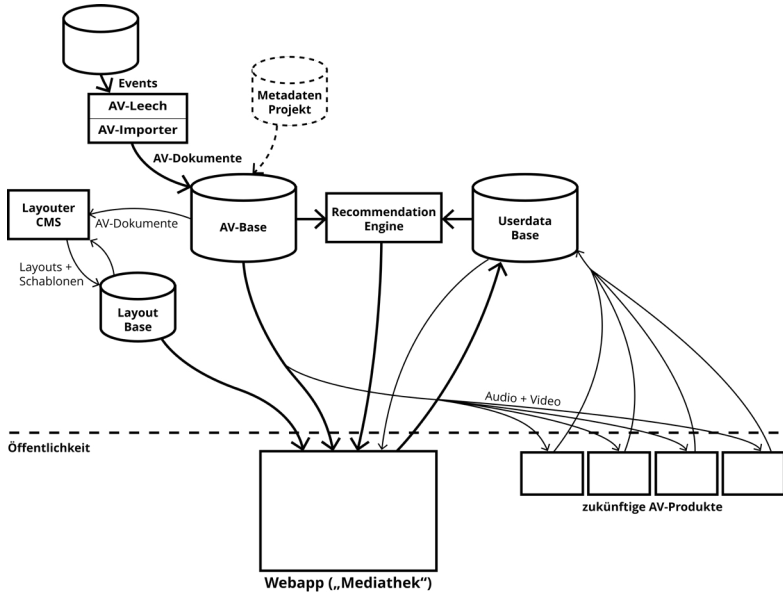 Events
AV-Leech
AV-Importer
Metadaten
Projekt
AV-Dokumente
Layouter
CMS
AV-Dokumente
AV-Base
Recommendation
Engine
Userdata
Base
Layouts +
Schablonen
Layout
Base
Audio + Video
Öffentlichkeit
zukünftige AV-Produkte
Webapp („Mediathek“)